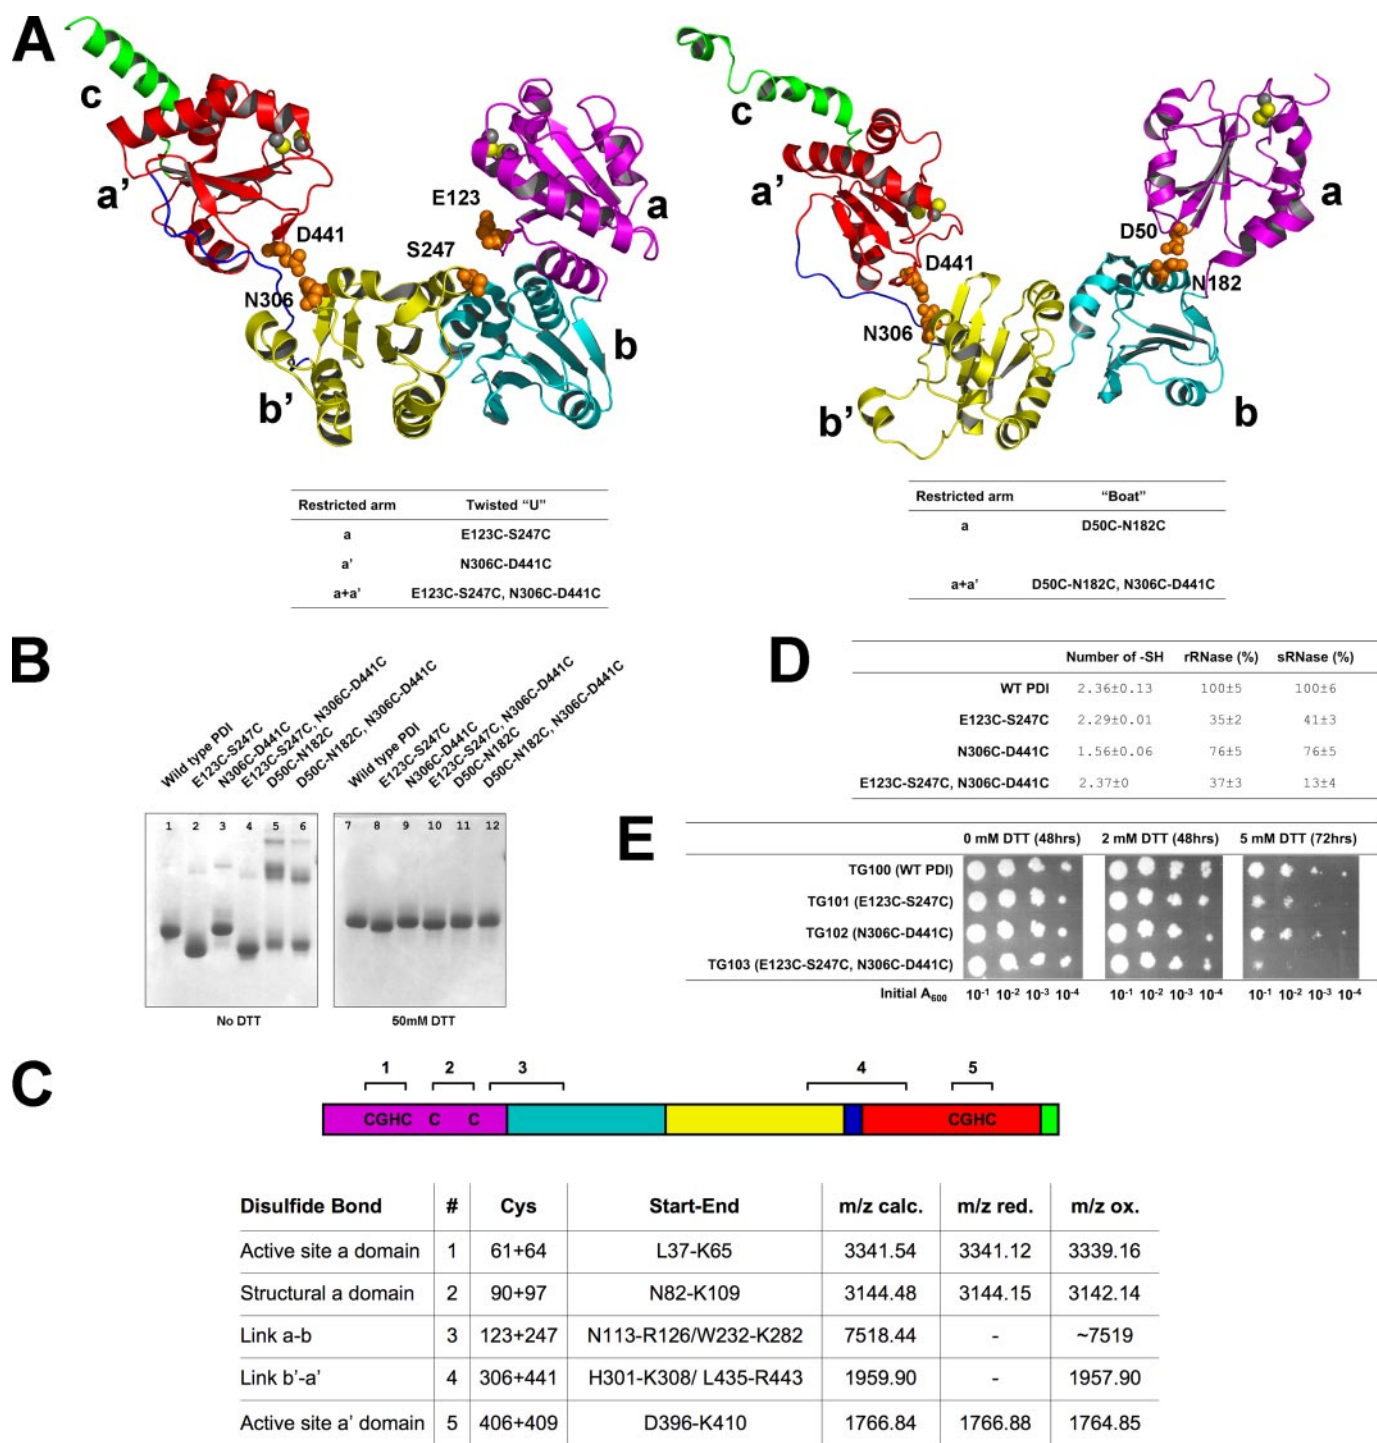 A
c
a'
D441
N306
b'
S247
E123
a
b
c
a'
D441
N306
b'
D50
N182
a
b
Restricted arm Twisted "U"
a E123C-S247C
a' N306C-D441C
a+a' E123C-S247C, N306C-D441C
Restricted arm "Boat"
a D50C-N182C
a+a' D50C-N182C, N306C-D441C
B
Wild type PDI
E123C-S247C
N306C-D441C
E123C-S247C, N306C-D441C
D50C-N182C
D50C-N182C, N306C-D441C
Wild type PDI
E123C-S247C
N306C-D441C
E123C-S247C, N306C-D441C
D50C-N182C
D50C-N182C, N306C-D441C
1 2 3 4 5 6
7 8 9 10 11 12
No DTT
50mM DTT
D
Number of -SH rRNase (%) sRNase (%)
WT PDI 2.36±0.13 100±5 100±6
E123C-S247C 2.29±0.01 35±2 41±3
N306C-D441C 1.56±0.06 76±5 76±5
E123C-S247C, N306C-D441C 2.37±0 37±3 13±4
E
0 mM DTT (48hrs) 2 mM DTT (48hrs) 5 mM DTT (72hrs)
TG100 (WT PDI)
TG101 (E123C-S247C)
TG102 (N306C-D441C)
TG103 (E123C-S247C, N306C-D441C)
Initial A600 10-1 10-2 10-3 10-4 10-1 10-2 10-3 10-4 10-1 10-2 10-3 10-4
C
1 2 3 4 5
CGHC C C CGHC
Disulfide Bond # Cys Start-End m/z calc. m/z red. m/z ox.
Active site a domain 1 61+64 L37-K65 3341.54 3341.12 3339.16
Structural a domain 2 90+97 N82-K109 3144.48 3144.15 3142.14
Link a-b 3 123+247 N113-R126/W232-K282 7518.44 - ~7519
Link b'-a' 4 306+441 H301-K308/ L435-R443 1959.90 - 1957.90
Active site a' domain 5 406+409 D396-K410 1766.84 1766.88 1764.85